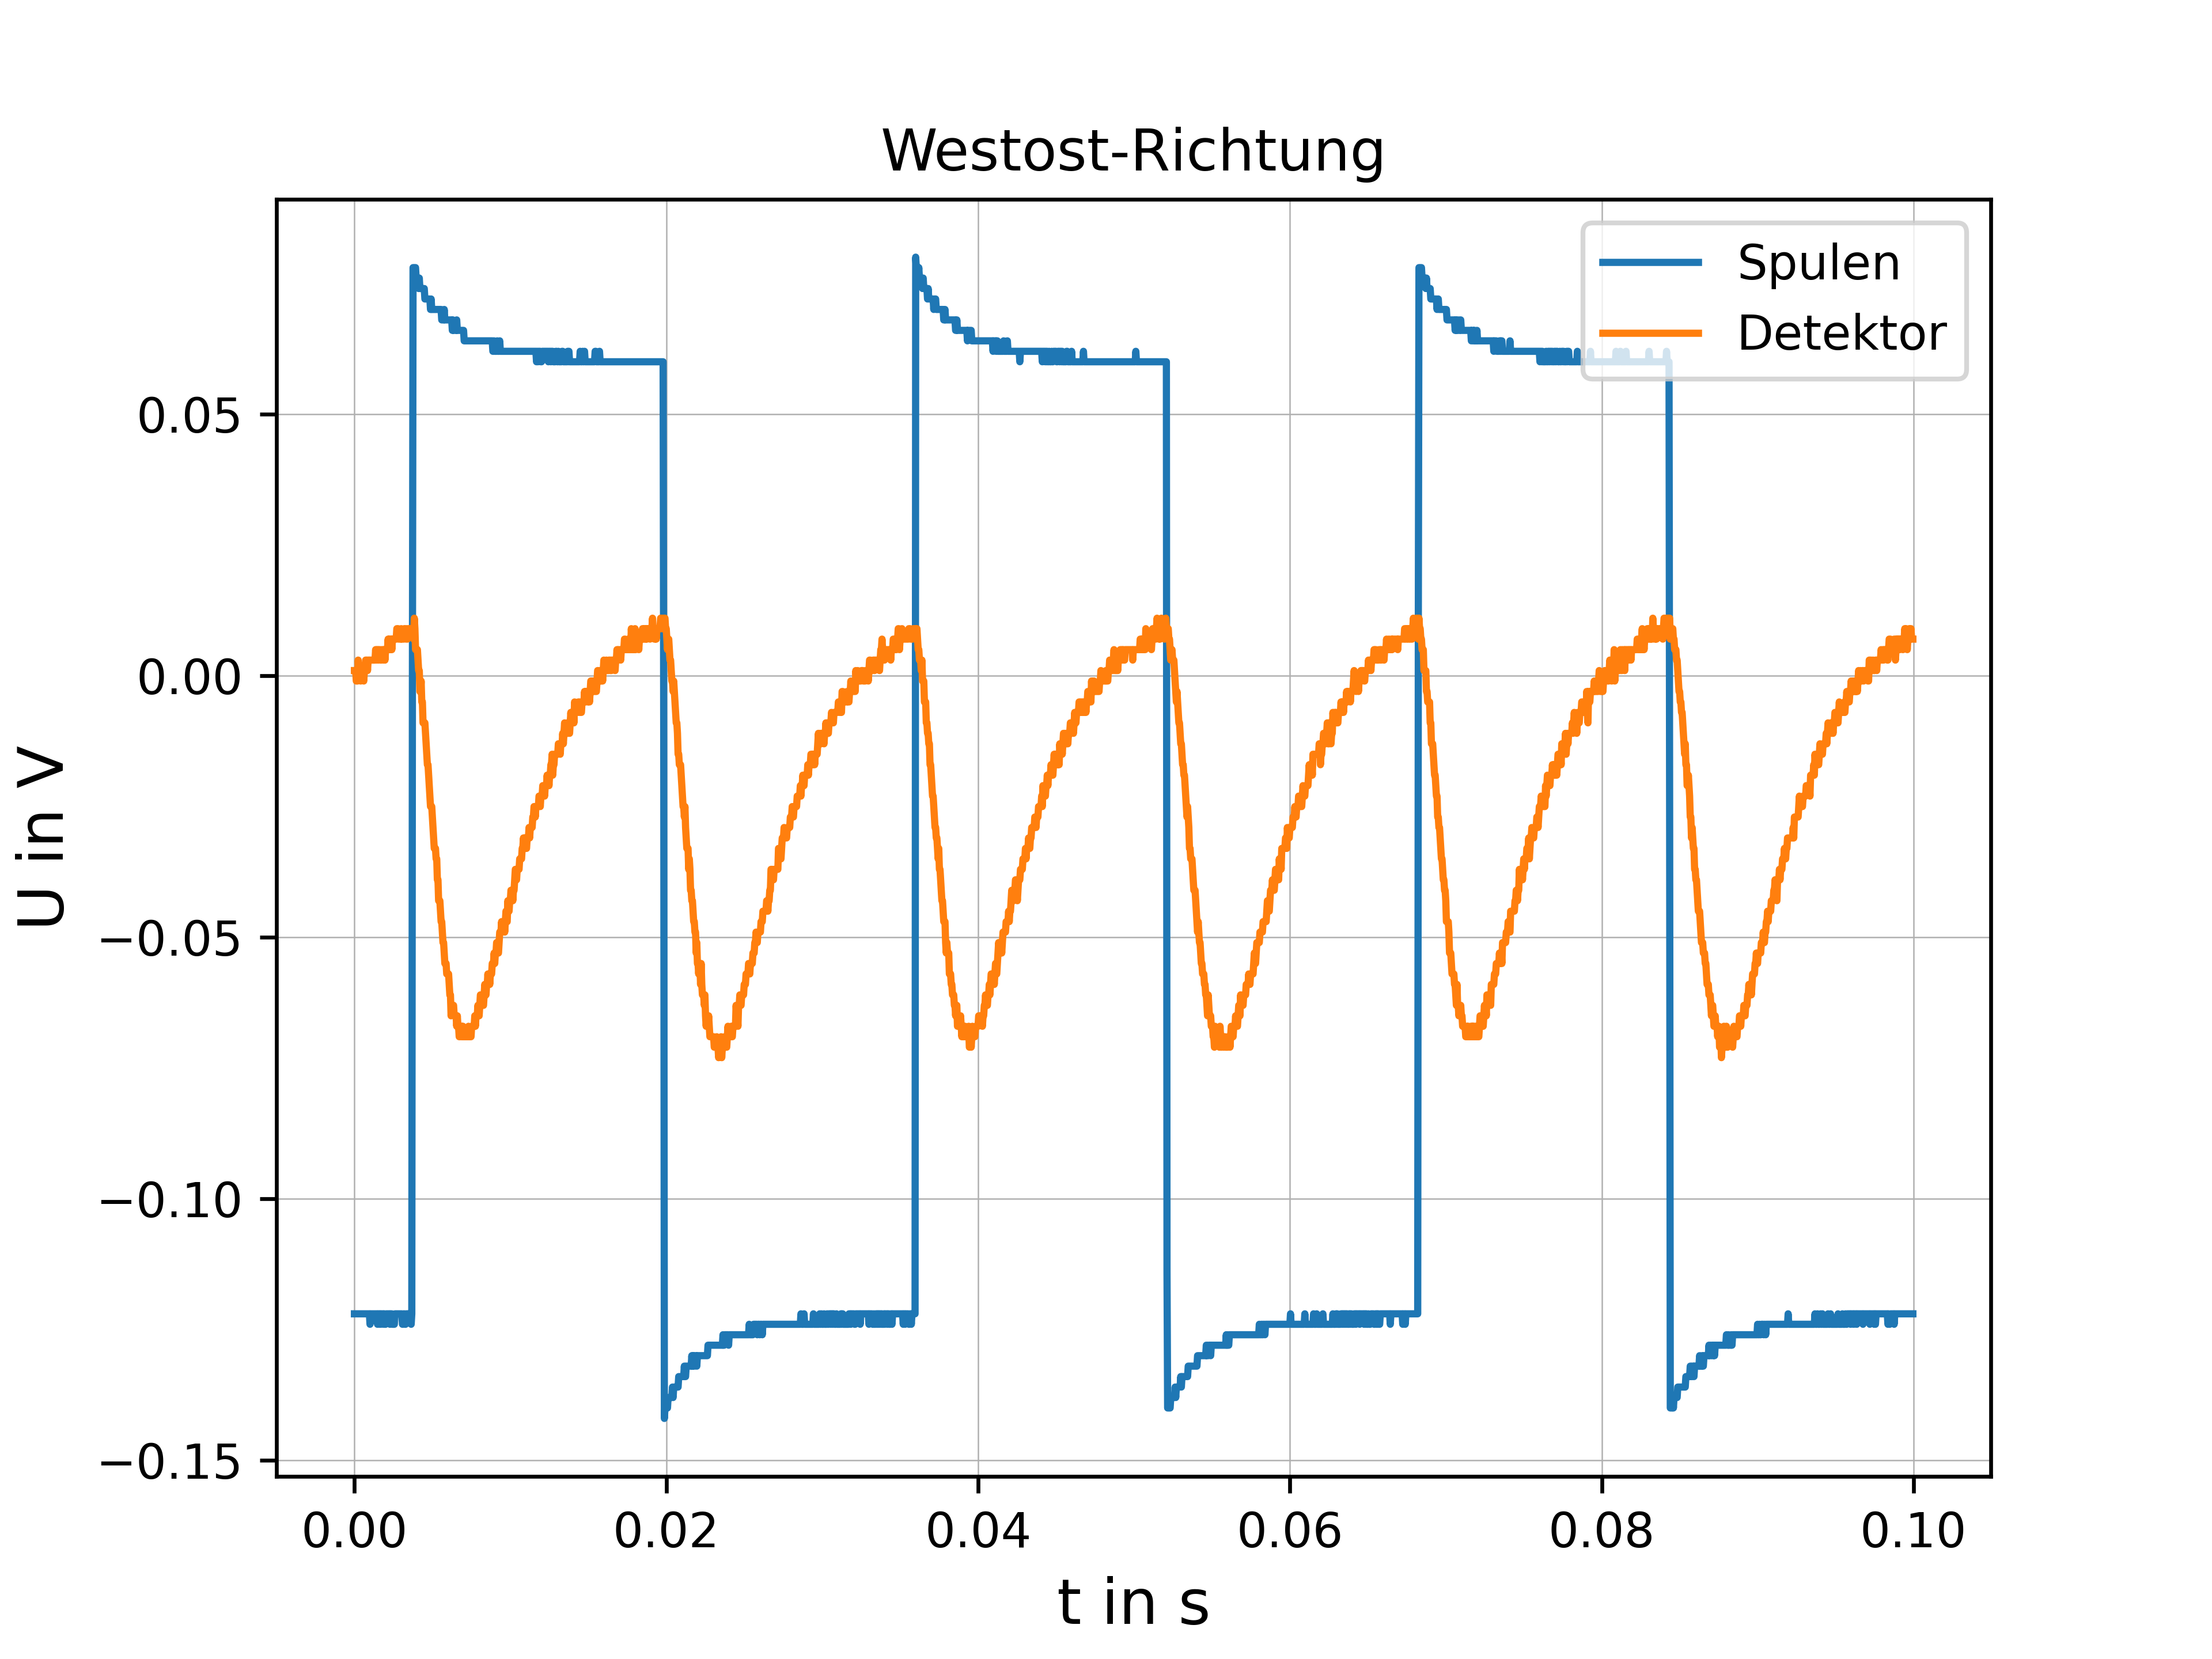 Westost-Richtung
Spulen
Detektor
U in V
0.05
0.00
−0.05
−0.10
−0.15
0.00 0.02 0.04 0.06 0.08 0.10
t in s